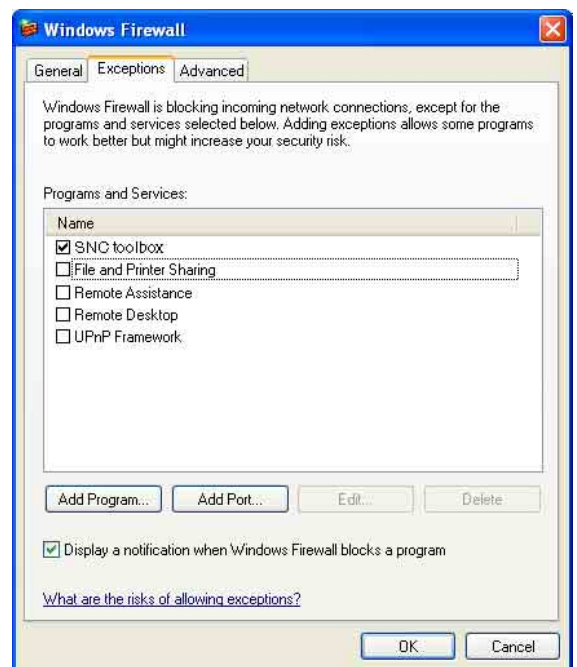 Windows Firewall
General Exceptions Advanced
Windows Firewall is blocking incoming network connections, except for the
programs and services selected below. Adding exceptions allows some programs
to work better but might increase your security risk.
Programs and Services:
Name
SNC toolbox
File and Printer Sharing
Remote Assistance
Remote Desktop
UPnP Framework
Add Program... Add Port... Edit... Delete
Display a notification when Windows Firewall blocks a program
What are the risks of allowing exceptions?
OK Cancel